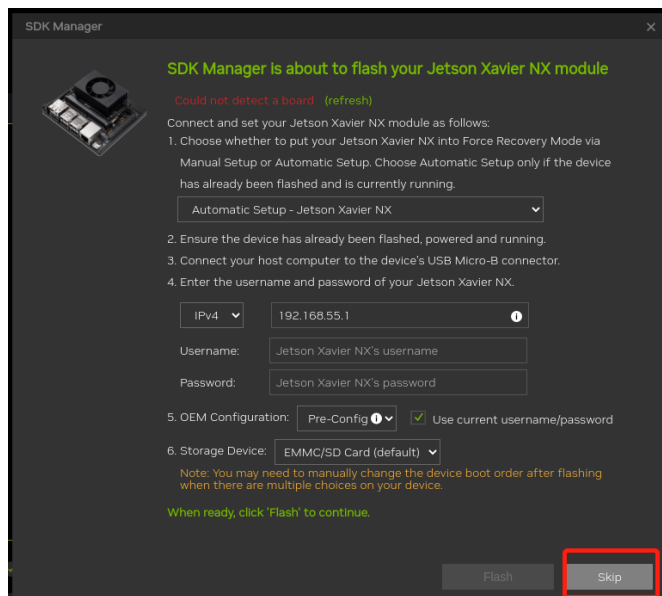 SDK Manager
SDK Manager is about to flash your Jetson Xavier NX module
Could not detect a board (refresh)
Connect and set your Jetson Xavier NX module as follows:
1. Choose whether to put your Jetson Xavier NX into Force Recovery Mode via
Manual Setup or Automatic Setup. Choose Automatic Setup only if the device
has already been flashed and is currently running.
Automatic Setup - Jetson Xavier NX
2. Ensure the device has already been flashed, powered and running.
3. Connect your host computer to the device's USB Micro-B connector.
4. Enter the username and password of your Jetson Xavier NX.
IPv4 192.168.55.1
Username: Jetson Xavier NX's username
Password: Jetson Xavier NX's password
5. OEM Configuration: Pre-Config Use current username/password
6. Storage Device: EMMC/SD Card (default)
Note: You may need to manually change the device boot order after flashing
when there are multiple choices on your device.
When ready, click 'Flash' to continue.
Flash Skip